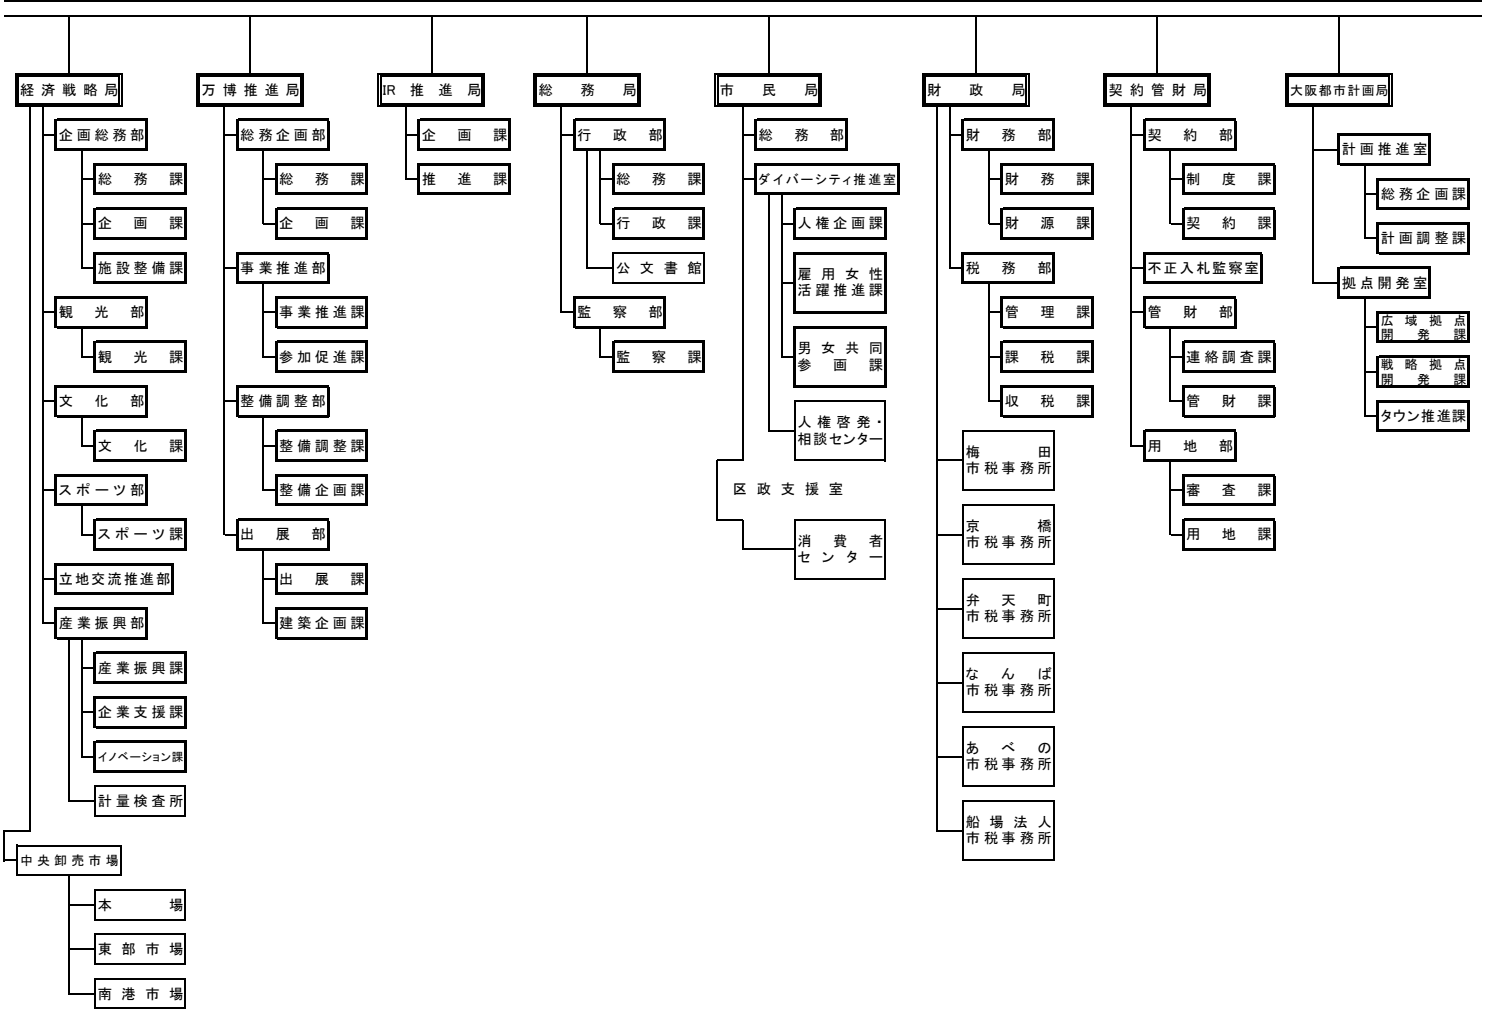 経済戦略局
企画総務部
総務課
企画課
施設整備課
観光部
観光課
文化部
文化課
スポーツ部
スポーツ課
立地交流推進部
産業振興部
産業振興課
企業支援課
イノベーション課
計量検査所
中央卸売市場
本場
東部市場
南港市場
万博推進局
総務企画部
総務課
企画課
事業推進部
事業推進課
参加促進課
整備調整部
整備調整課
整備企画課
出展部
出展課
建築企画課
IR推進局
企画課
推進課
総務局
行政部
総務課
行政課
公文書館
監察部
監察課
市民局
総務部
ダイバーシティ推進室
人権企画課
雇用女性
活躍推進課
男女共同
参画課
人権啓発・
相談センター
区政支援室
消費者
センター
財政局
財務部
財務課
財源課
税務部
管理課
課税課
収税課
梅田
市税事務所
京橋
市税事務所
弁天町
市税事務所
なんば
市税事務所
あべの
市税事務所
船場法人
市税事務所
契約管財局
契約部
制度課
契約課
不正入札監察室
管財部
連絡調査課
管財課
用地部
審査課
用地課
大阪都市計画局
計画推進室
総務企画課
計画調整課
拠点開発室
広域拠点
開発課
戦略拠点
開発課
タウン推進課